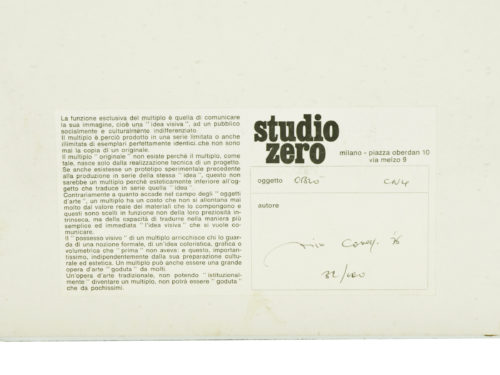 La funzione esclusiva del multiplo è quella di comunicare
la sua immagine, cioè una "idea visiva", ad un pubblico
socialmente e culturalmente indifferenziato.
Il multiplo è perciò prodotto in una serie limitata o anche
illimitata di esemplari perfettamente identici che non sono
mai la copia di un originale.
Il multiplo "originale" non esiste perchè il multiplo, come
tale, nasce solo dalla realizzazione tecnica di un progetto.
Se anche esistesse un prototipo sperimentale precedente
alla produzione in serie della stessa "idea", questo non
sarebbe un multiplo perchè esteticamente inferiore all'og-
getto che traduce in serie quella "idea".
Contrariamente a quanto accade nel campo degli "oggetti
d'arte", un multiplo ha un costo che non si allontana mai
molto dal valore reale dei materiali che lo compongono e
questi sono scelti in funzione non della loro preziosità in-
trinseca, ma della capacità di tradurre nella maniera più
semplice ed immediata "l'idea visiva" che si vuole co-
municare.
Il "possesso visivo" di un multiplo arricchisce chi lo guar-
da di una nozione formale, di un'idea coloristica, grafica o
volumetrica che "prima" non aveva: e questo, importan-
tissimo, indipendentemente dalla sua preparazione cultu-
rale ed estetica. Un multiplo può anche essere una grande
opera d'arte "goduta" da molti.
Un'opera d'arte tradizionale, non potendo "istituzional-
mente" diventare un multiplo, non potrà essere "goduta"
che da pochissimi.
studio
zero
milano - piazza oberdan 10
via melzo 9
oggetto OBLÒ
autore